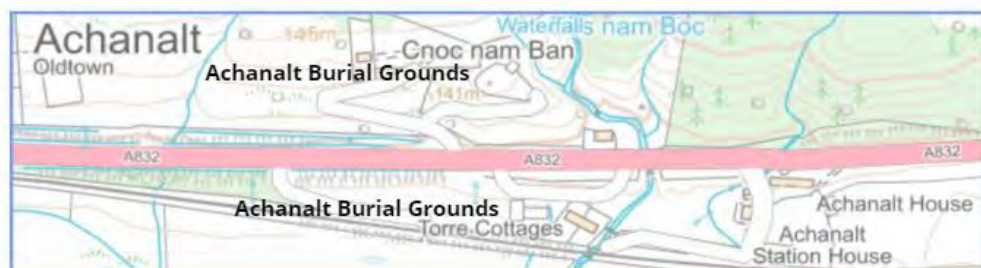 Waterfalls nam Boc
Achanalt
145m
Cnoc nam Ban
Oldtown
Achanalt Burial Grounds
141m
A832
A832
A832
Achanalt Burial Grounds
Torre Cottages
Achanalt House
Achanalt
Station House